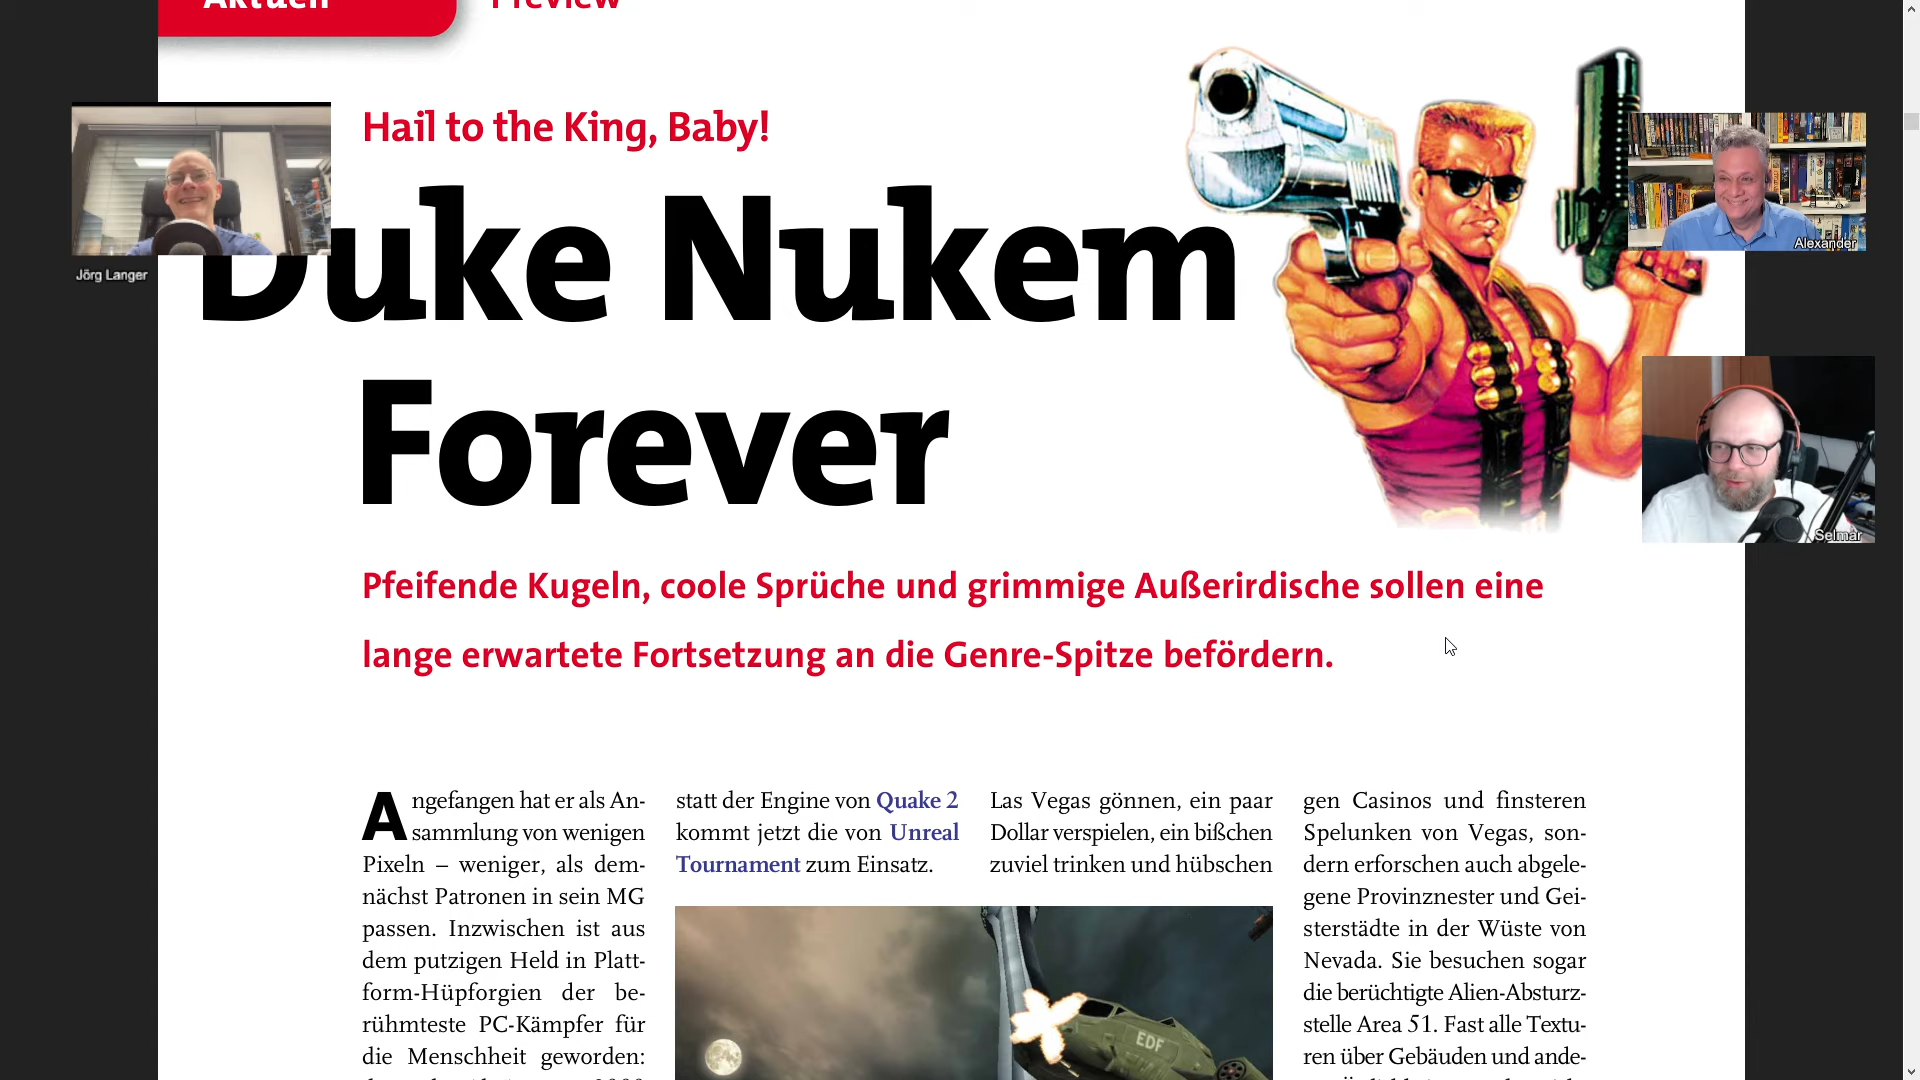 Aktuell
Preview
Hail to the King, Baby!
Duke Nukem
Forever
Jörg Langer
Alexander
Selmar
Pfeifende Kugeln, coole Sprüche und grimmige Außerirdische sollen eine
lange erwartete Fortsetzung an die Genre-Spitze befördern.
Angefangen hat er als An-
sammlung von wenigen
Pixeln – weniger, als dem-
nächst Patronen in sein MG
passen. Inzwischen ist aus
dem putzigen Held in Platt-
form-Hüpforgien der be-
rühmteste PC-Kämpfer für
die Menschheit geworden:
statt der Engine von Quake 2
kommt jetzt die von Unreal
Tournament zum Einsatz.
Las Vegas gönnen, ein paar
Dollar verspielen, ein bißchen
zuviel trinken und hübschen
EDF
gen Casinos und finsteren
Spelunken von Vegas, son-
dern erforschen auch abgele-
gene Provinznester und Gei-
sterstädte in der Wüste von
Nevada. Sie besuchen sogar
die berüchtigte Alien-Absturz-
stelle Area 51. Fast alle Textu-
ren über Gebäuden und ande-